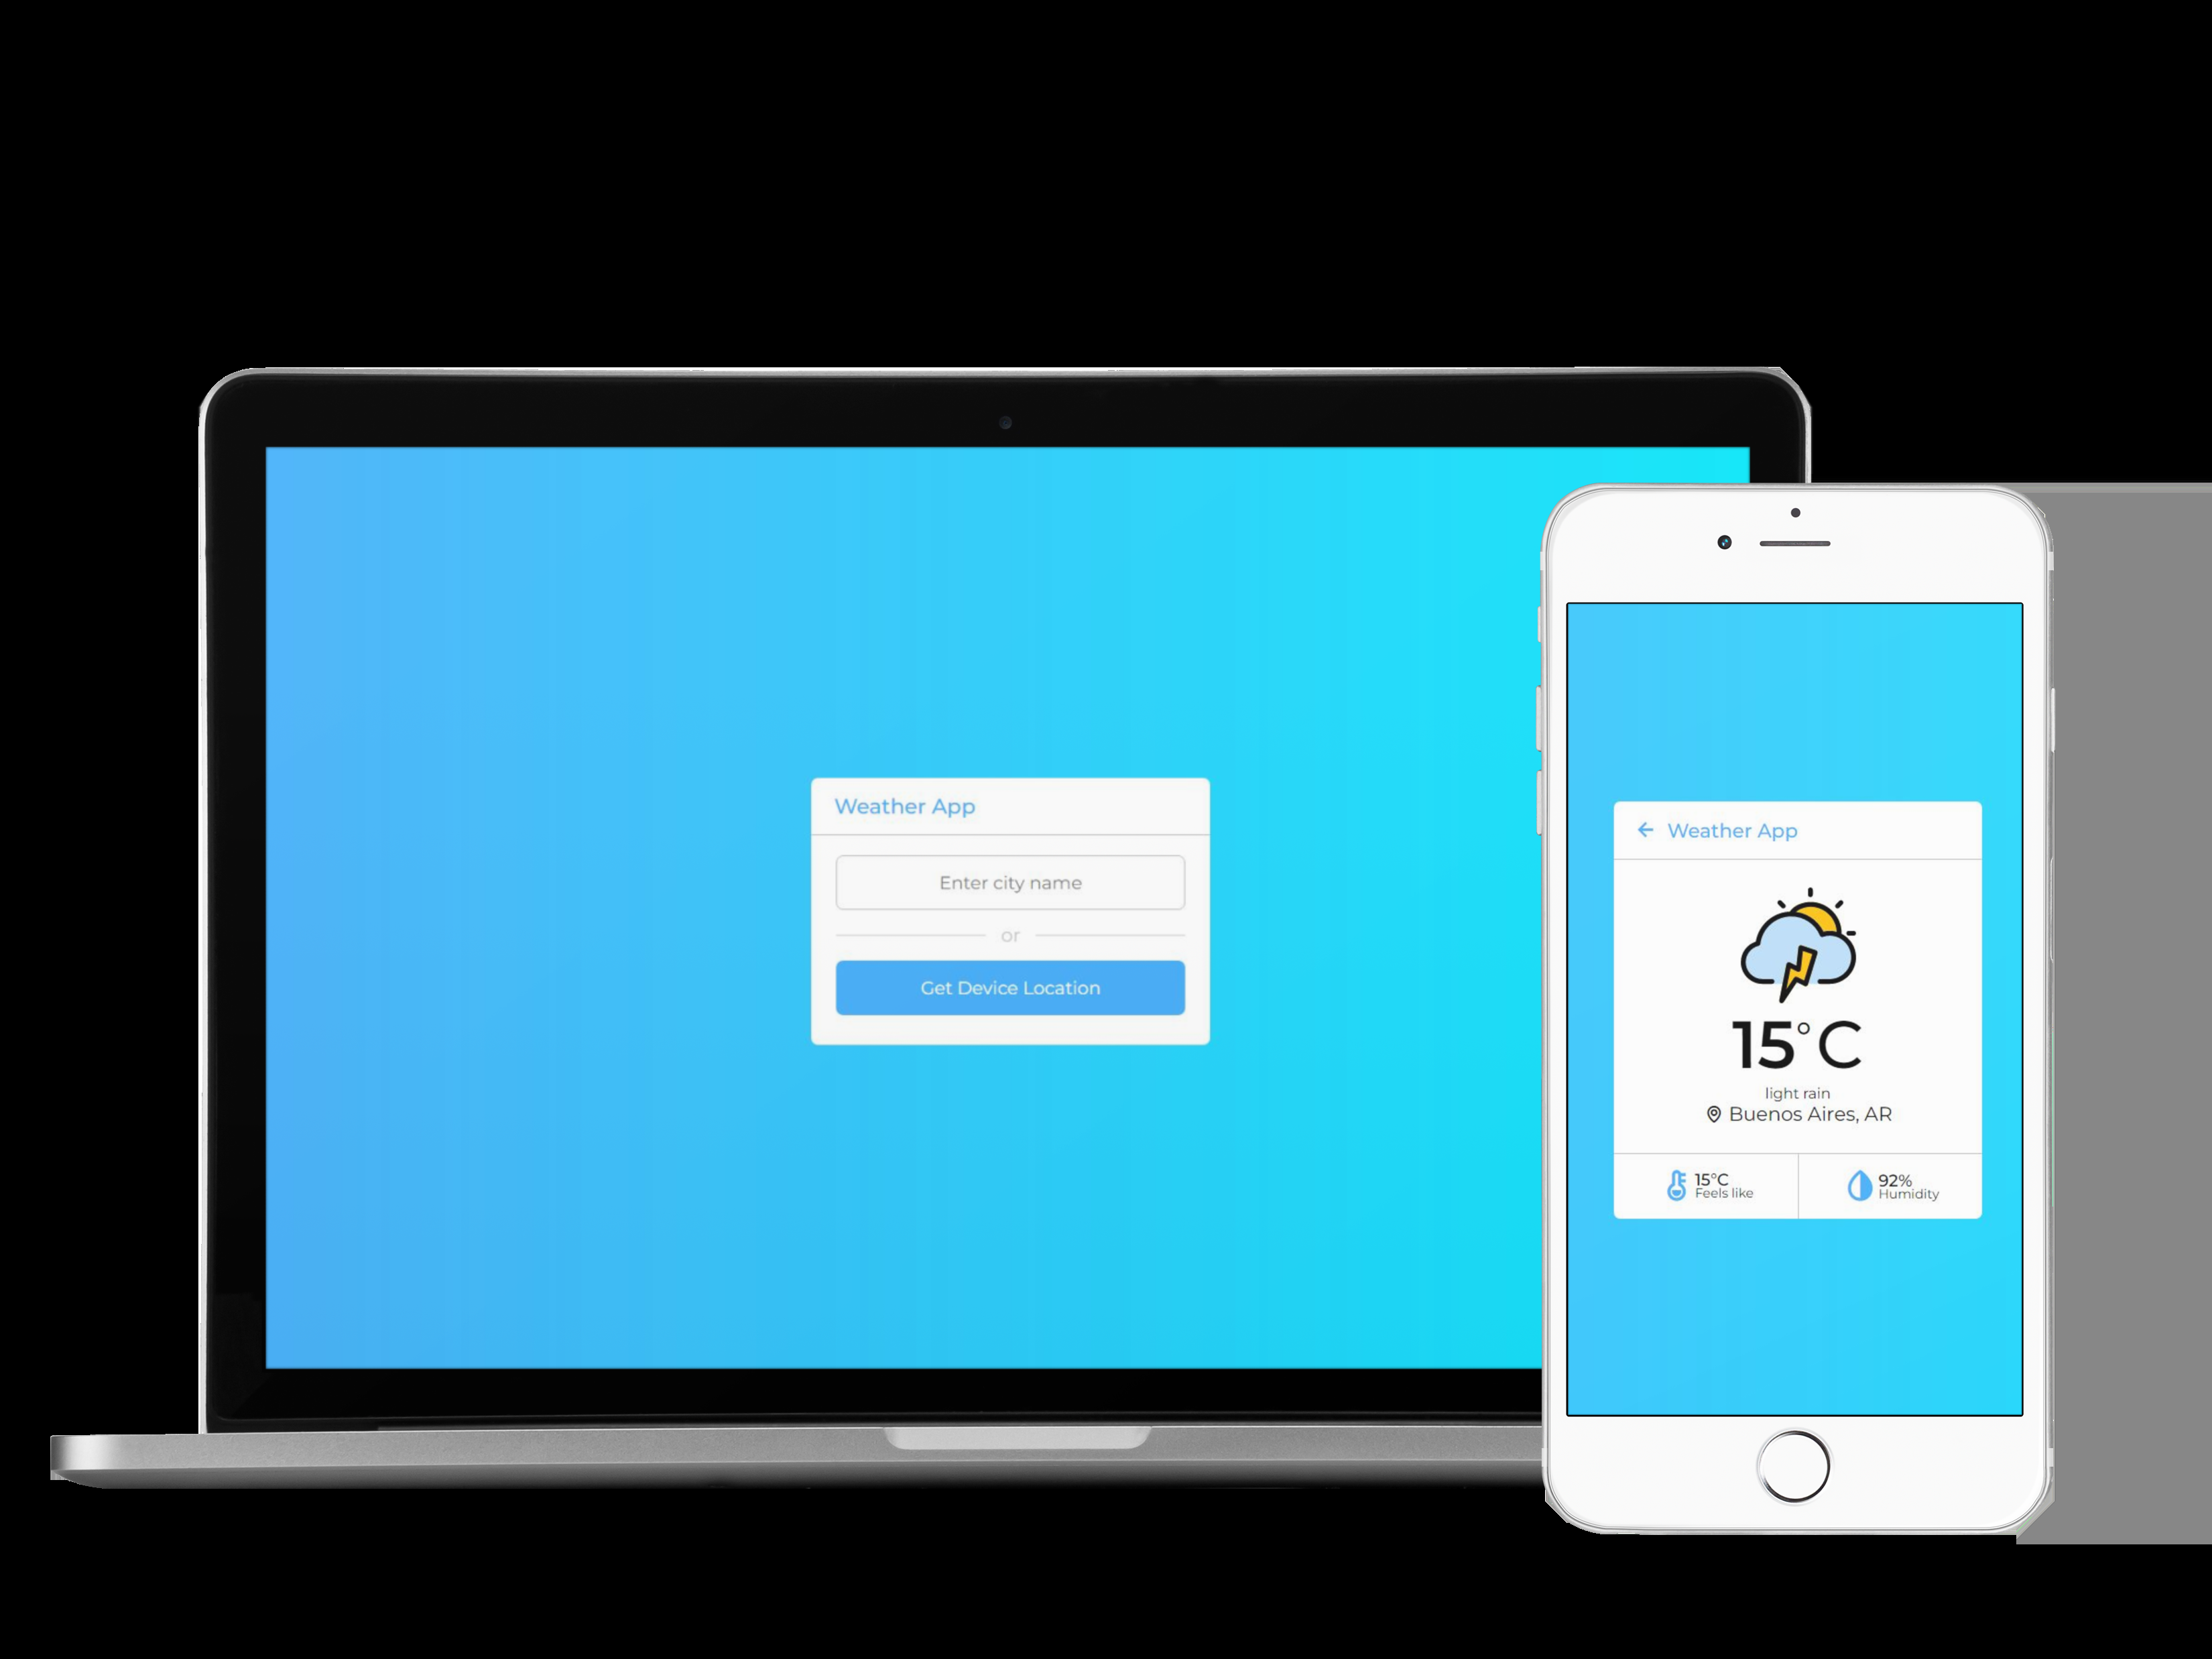 Weather App
Enter city name
or
Get Device Location
Weather App
15°C
light rain
Buenos Aires, AR
15°C
Feels like
92%
Humidity